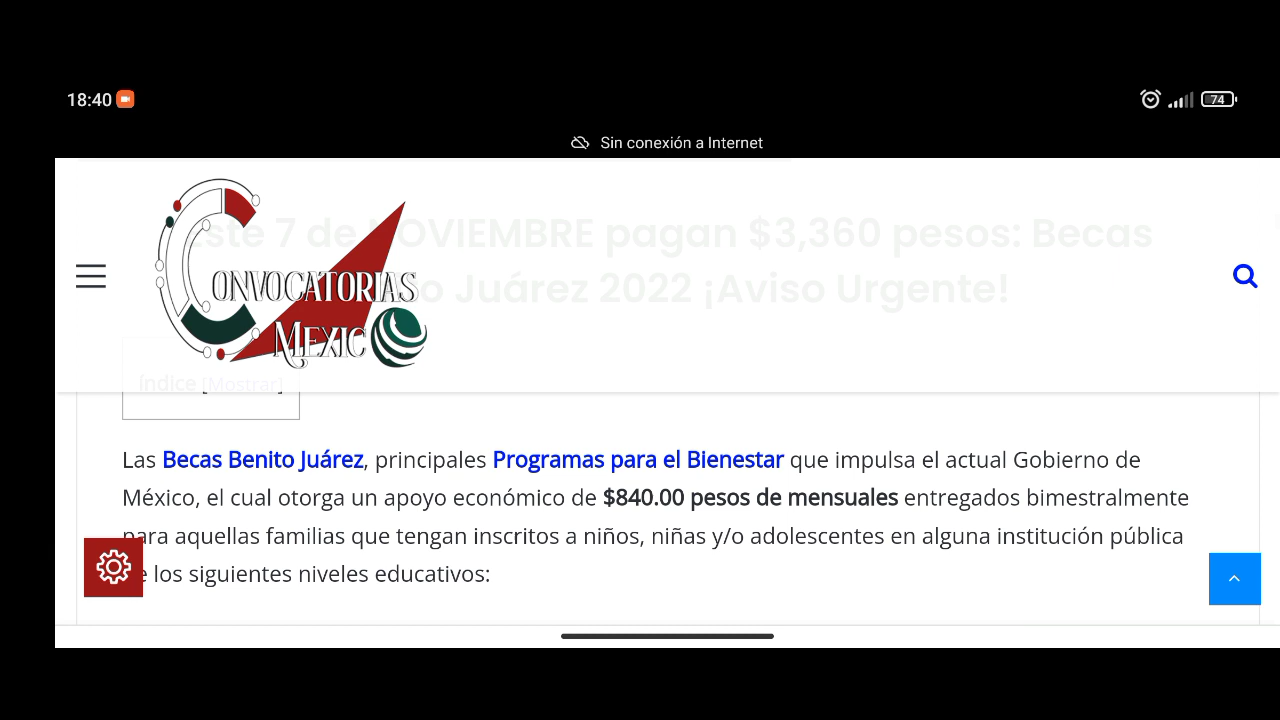 18:40
74
Sin conexión a Internet
Este 7 de NOVIEMBRE pagan $3,360 pesos: Becas
o Juárez 2022 ¡Aviso Urgente!
CONVOCATORIAS
MEXICO
Índice [Mostrar]
Las Becas Benito Juárez, principales Programas para el Bienestar que impulsa el actual Gobierno de
México, el cual otorga un apoyo económico de $840.00 pesos de mensuales entregados bimestralmente
para aquellas familias que tengan inscritos a niños, niñas y/o adolescentes en alguna institución pública
e los siguientes niveles educativos: